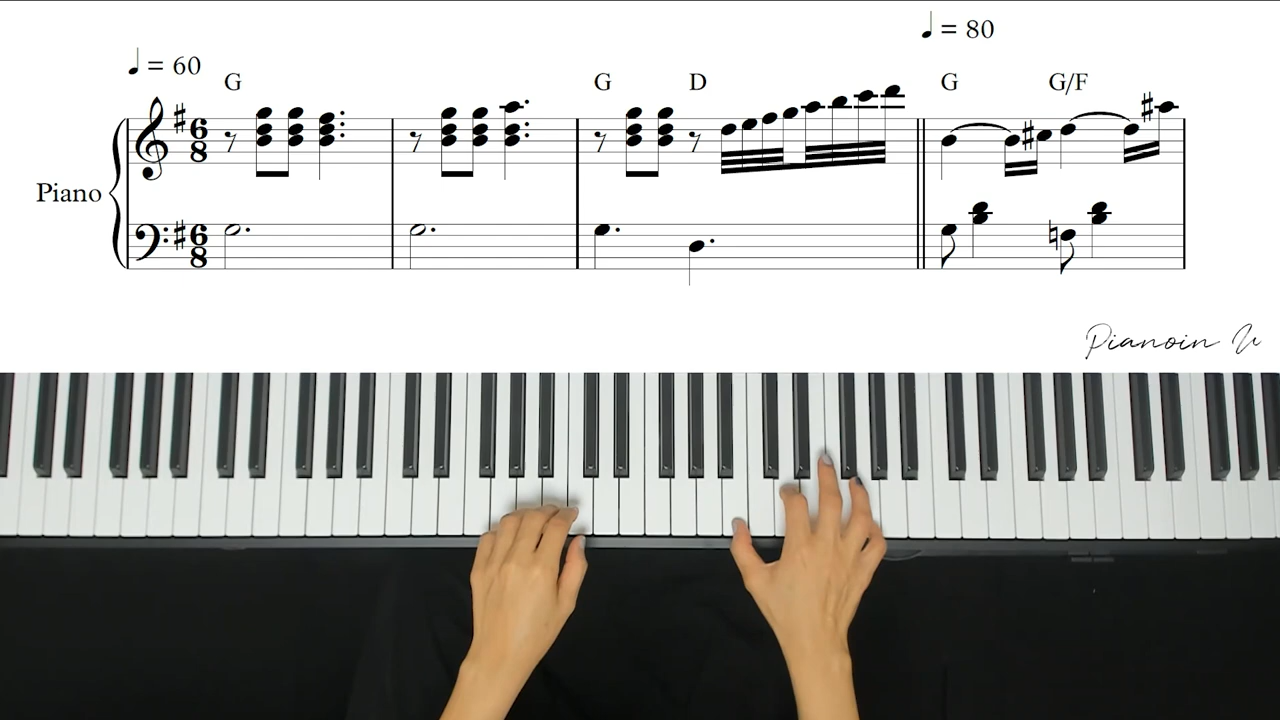 ♩ = 80
♩ = 60
G G D G G/F
6 8
Piano
6 8
Pianoin U